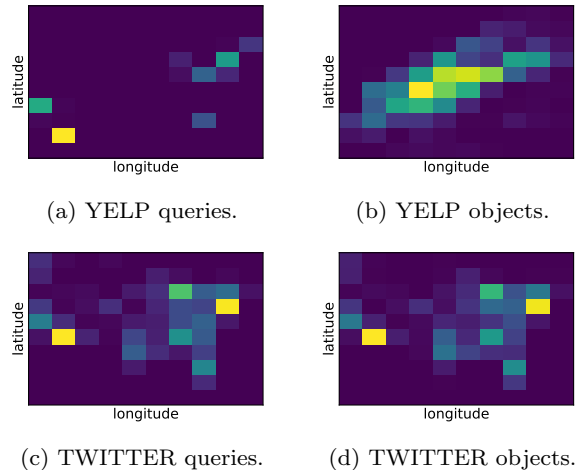 latitude
longitude
(a) YELP queries.
latitude
longitude
(b) YELP objects.
latitude
longitude
(c) TWITTER queries.
latitude
longitude
(d) TWITTER objects.